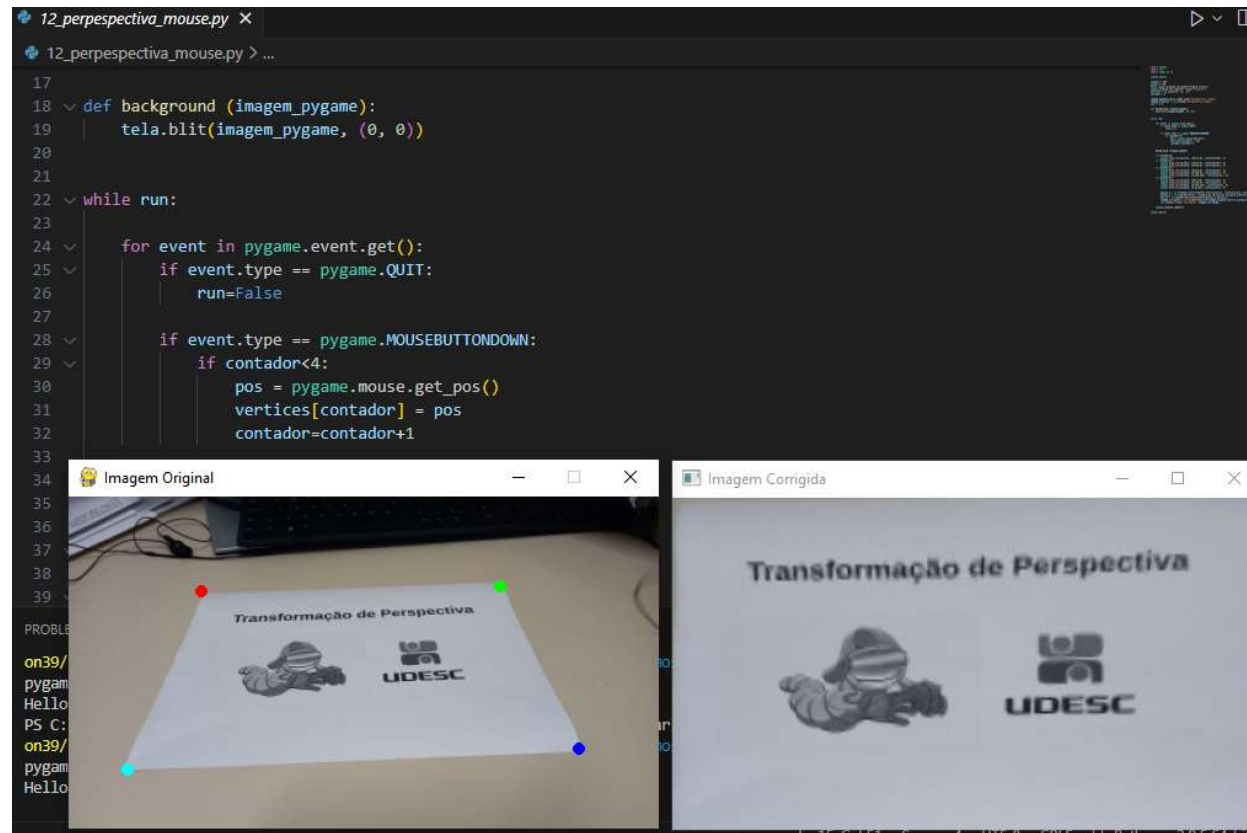 12_perpespectiva_mouse.py
12_perpespectiva_mouse.py > ...
17
18 def background (imagem_pygame):
19 tela.blit(imagem_pygame, (0, 0))
20
21
22 while run:
23
24 for event in pygame.event.get():
25 if event.type == pygame.QUIT:
26 run=False
27
28 if event.type == pygame.MOUSEBUTTONDOWN:
29 if contador<4:
30 pos = pygame.mouse.get_pos()
31 vertices[contador] = pos
32 contador=contador+1
33
34
35
36
37
38
39
Imagem Original
Transformação de Perspectiva
UDESC
Imagem Corrigida
Transformação de Perspectiva
UDESC
PROBLE
on39/
pygam
Hello
PS C:
on39/
pygam
Hello